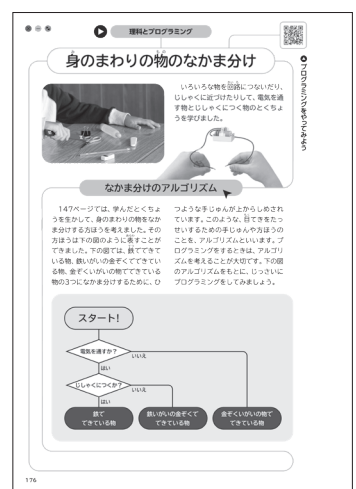 理科とプログラミング
身のまわりの物のなかま分け
プログラミングをやってみよう
いろいろな物を回路につないだり、
じしゃくに近づけたりして、電気を通
す物とじしゃくにつく物のとくちょ
うを学びました。
なかま分けのアルゴリズム
147ページでは、学んだとくちょ
うを生かして、身のまわりの物をなか
ま分けする方ほうを考えました。その
方ほうは下の図のように表すことが
できました。下の図では、鉄でできて
いる物、鉄いがいの金ぞくでできてい
る物、金ぞくいがいの物でできている
物の3つになかま分けするために、ひ
つような手じゅんが上からしめされ
ています。このような、目てきをたっ
せいするための手じゅんや方ほうの
ことを、アルゴリズムといいます。プ
ログラミングをするときは、アルゴリ
ズムを考えることが大切です。下の図
のアルゴリズムをもとに、じっさいに
プログラミングをしてみましょう。
スタート!
電気を通すか?
いいえ
はい
じしゃくにつくか?
いいえ
はい
鉄で
できている物
鉄いがいの金ぞくで
できている物
金ぞくいがいの物で
できている物
176